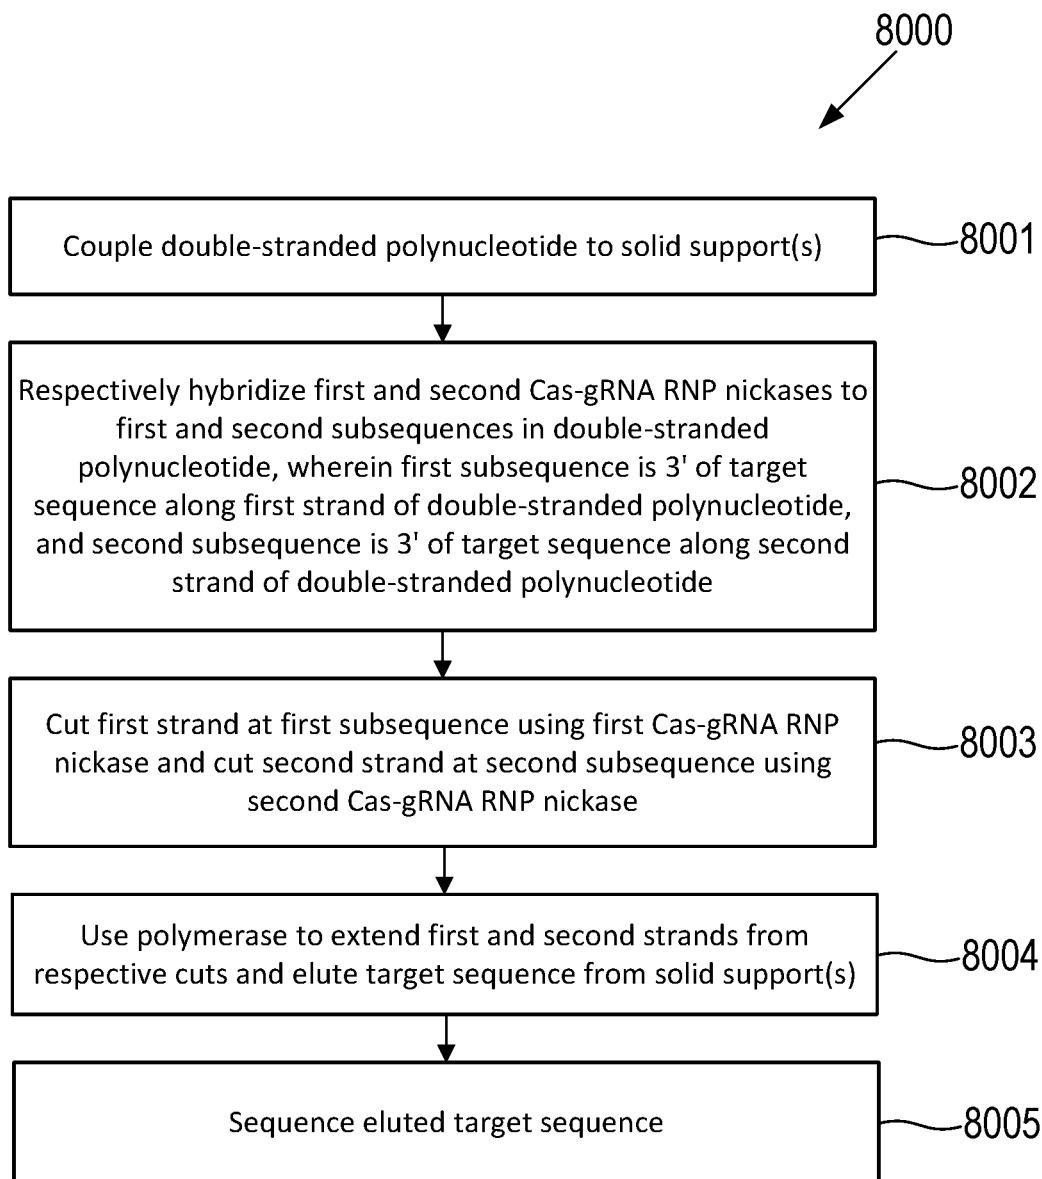 8000
Couple double-stranded polynucleotide to solid support(s)
8001
Respectively hybridize first and second Cas-gRNA RNP nickases to
first and second subsequences in double-stranded
polynucleotide, wherein first subsequence is 3' of target
sequence along first strand of double-stranded polynucleotide,
and second subsequence is 3' of target sequence along second
strand of double-stranded polynucleotide
8002
Cut first strand at first subsequence using first Cas-gRNA RNP
nickase and cut second strand at second subsequence using
second Cas-gRNA RNP nickase
8003
Use polymerase to extend first and second strands from
respective cuts and elute target sequence from solid support(s)
8004
Sequence eluted target sequence
8005